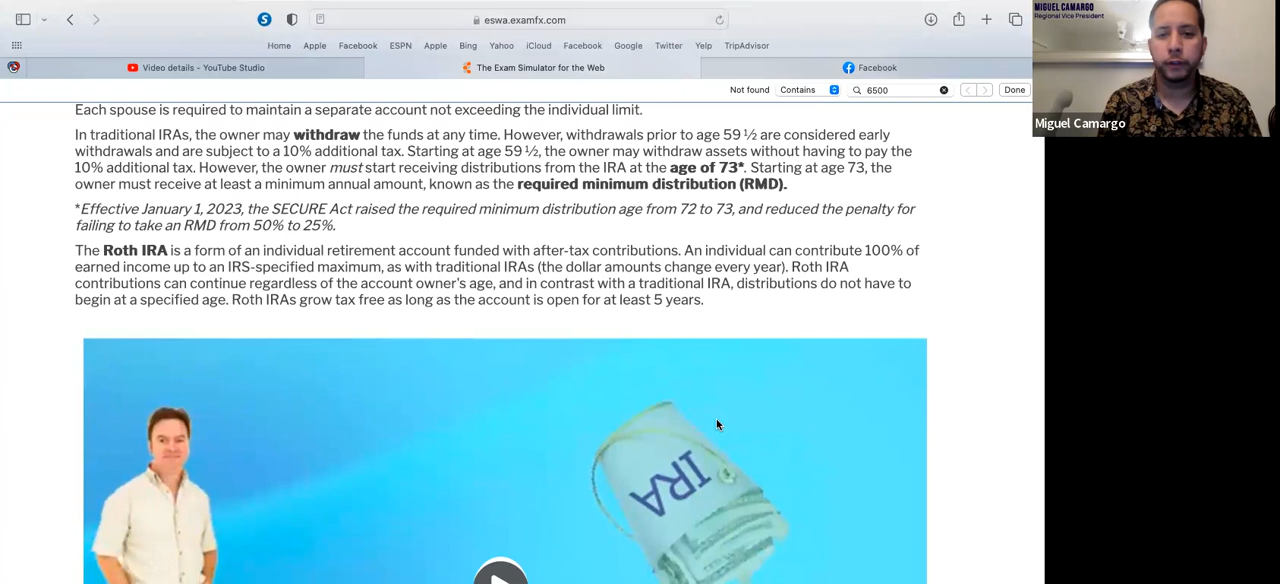 eswa.examfx.com
Home Apple Facebook ESPN Apple Bing Yahoo iCloud Facebook Google Twitter Yelp TripAdvisor
Video details - YouTube Studio
The Exam Simulator for the Web
Facebook
Not found Contains 6500 Done
MIGUEL CAMARGO
Regional Vice President
Miguel Camargo
Each spouse is required to maintain a separate account not exceeding the individual limit.
In traditional IRAs, the owner may withdraw the funds at any time. However, withdrawals prior to age 59 ½ are considered early
withdrawals and are subject to a 10% additional tax. Starting at age 59 ½, the owner may withdraw assets without having to pay the
10% additional tax. However, the owner must start receiving distributions from the IRA at the age of 73*. Starting at age 73, the
owner must receive at least a minimum annual amount, known as the required minimum distribution (RMD).
*Effective January 1, 2023, the SECURE Act raised the required minimum distribution age from 72 to 73, and reduced the penalty for
failing to take an RMD from 50% to 25%.
The Roth IRA is a form of an individual retirement account funded with after-tax contributions. An individual can contribute 100% of
earned income up to an IRS-specified maximum, as with traditional IRAs (the dollar amounts change every year). Roth IRA
contributions can continue regardless of the account owner's age, and in contrast with a traditional IRA, distributions do not have to
begin at a specified age. Roth IRAs grow tax free as long as the account is open for at least 5 years.
IRA